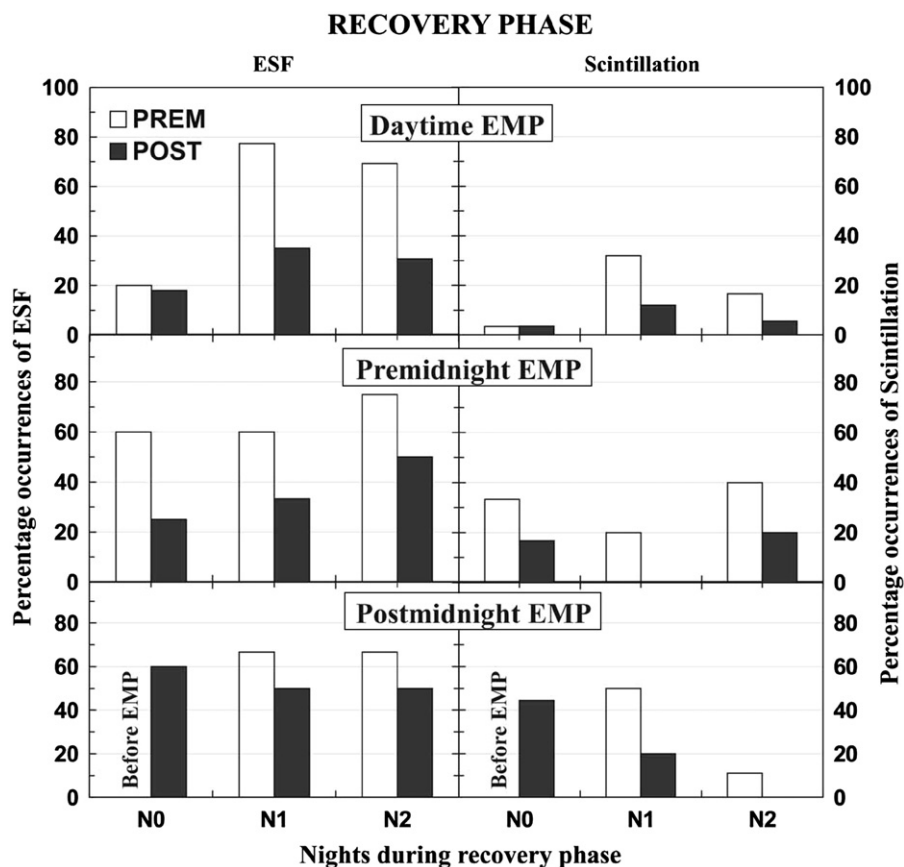 RECOVERY PHASE
ESF Scintillation
PREM
POST
Daytime EMP
100
80
60
40
20
0
100
80
60
40
20
0
Premidnight EMP
80
60
40
20
0
80
60
40
20
0
Postmidnight EMP
80
60
40
20
0
80
60
40
20
0
Before EMP
Before EMP
Percentage occurrences of ESF
Percentage occurrences of Scintillation
N0 N1 N2 N0 N1 N2
Nights during recovery phase